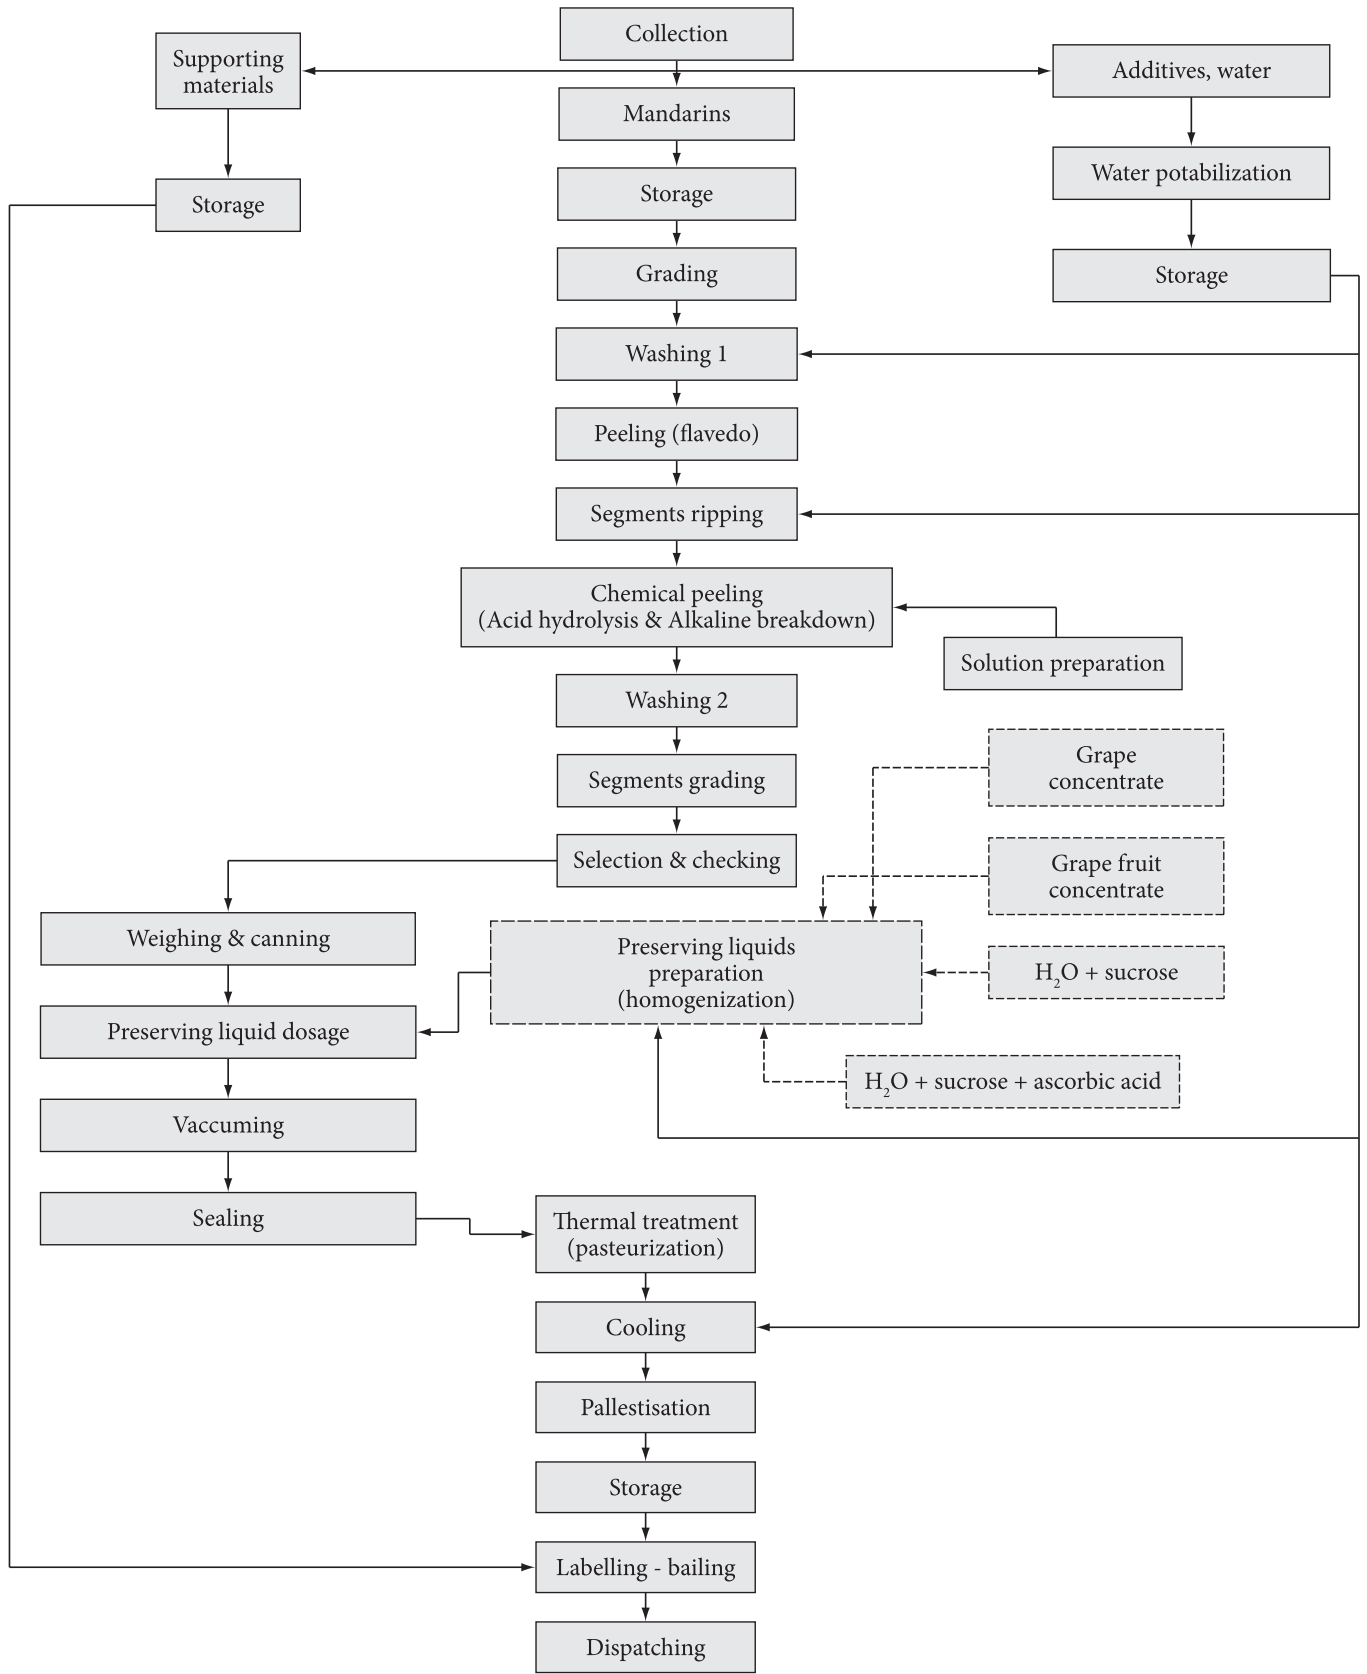 Collection
Supporting
materials
Additives, water
Mandarins
Water potabilization
Storage
Storage
Grading
Storage
Washing 1
Peeling (flavedo)
Segments ripping
Chemical peeling
(Acid hydrolysis & Alkaline breakdown)
Solution preparation
Washing 2
Grape
concentrate
Segments grading
Selection & checking
Grape fruit
concentrate
Weighing & canning
Preserving liquids
preparation
(homogenization)
H₂O + sucrose
Preserving liquid dosage
H₂O + sucrose + ascorbic acid
Vaccuming
Sealing
Thermal treatment
(pasteurization)
Cooling
Pallestisation
Storage
Labelling - bailing
Dispatching